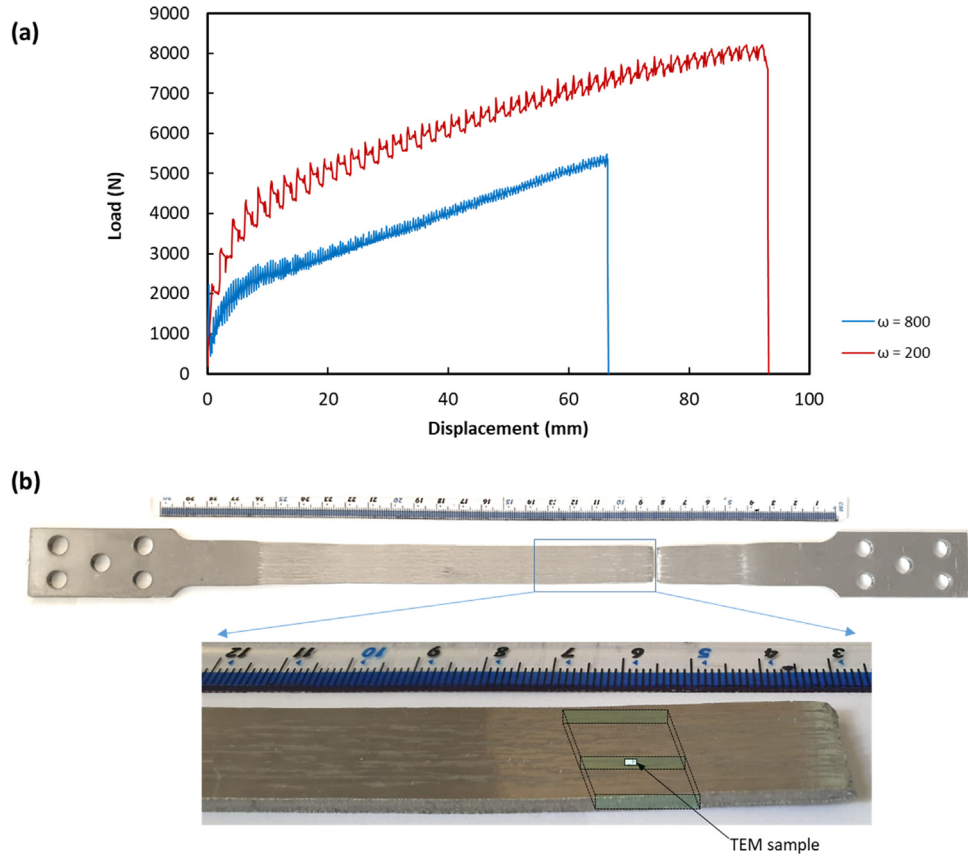 (a)
9000
8000
7000
6000
5000
4000
3000
2000
1000
0
Load (N)
0 20 40 60 80 100
Displacement (mm)
ω = 800
ω = 200
(b)
12 11 10 9 8 7 6 5 4 3
TEM sample